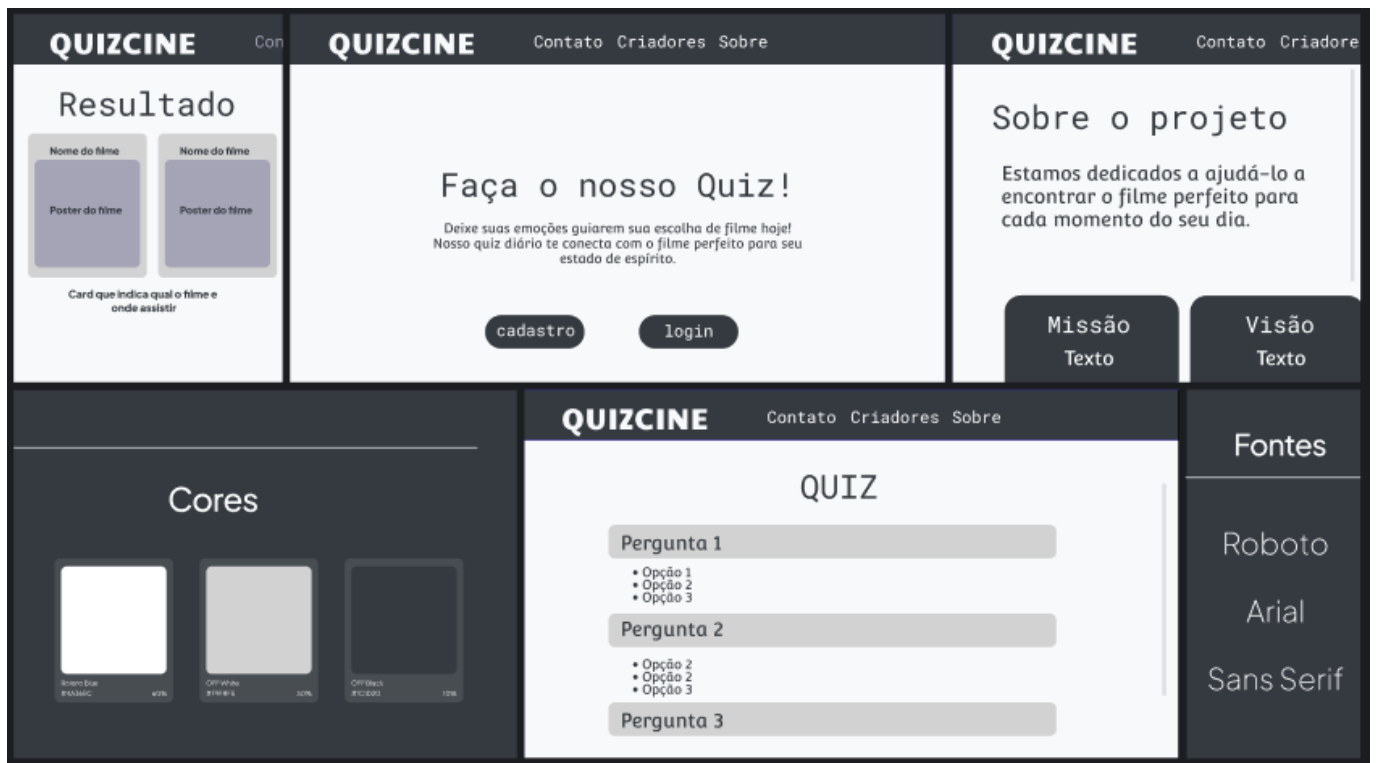 QUIZCINE Con
Resultado
Nome do filme Nome do filme
Poster do filme Poster do filme
Card que indica qual o filme e
onde assistir
QUIZCINE Contato Criadores Sobre
Faça o nosso Quiz!
Deixe suas emoções guiarem sua escolha de filme hoje!
Nosso quiz diário te conecta com o filme perfeito para seu
estado de espírito.
cadastro login
QUIZCINE Contato Criadore
Sobre o projeto
Estamos dedicados a ajudá-lo a
encontrar o filme perfeito para
cada momento do seu dia.
Missão Visão
Texto Texto
Cores
OFF White OFF Black
60% 30% 10%
QUIZCINE Contato Criadores Sobre
QUIZ
Pergunta 1
• Opção 1
• Opção 2
• Opção 3
Pergunta 2
• Opção 2
• Opção 2
• Opção 3
Pergunta 3
Fontes
Roboto
Arial
Sans Serif